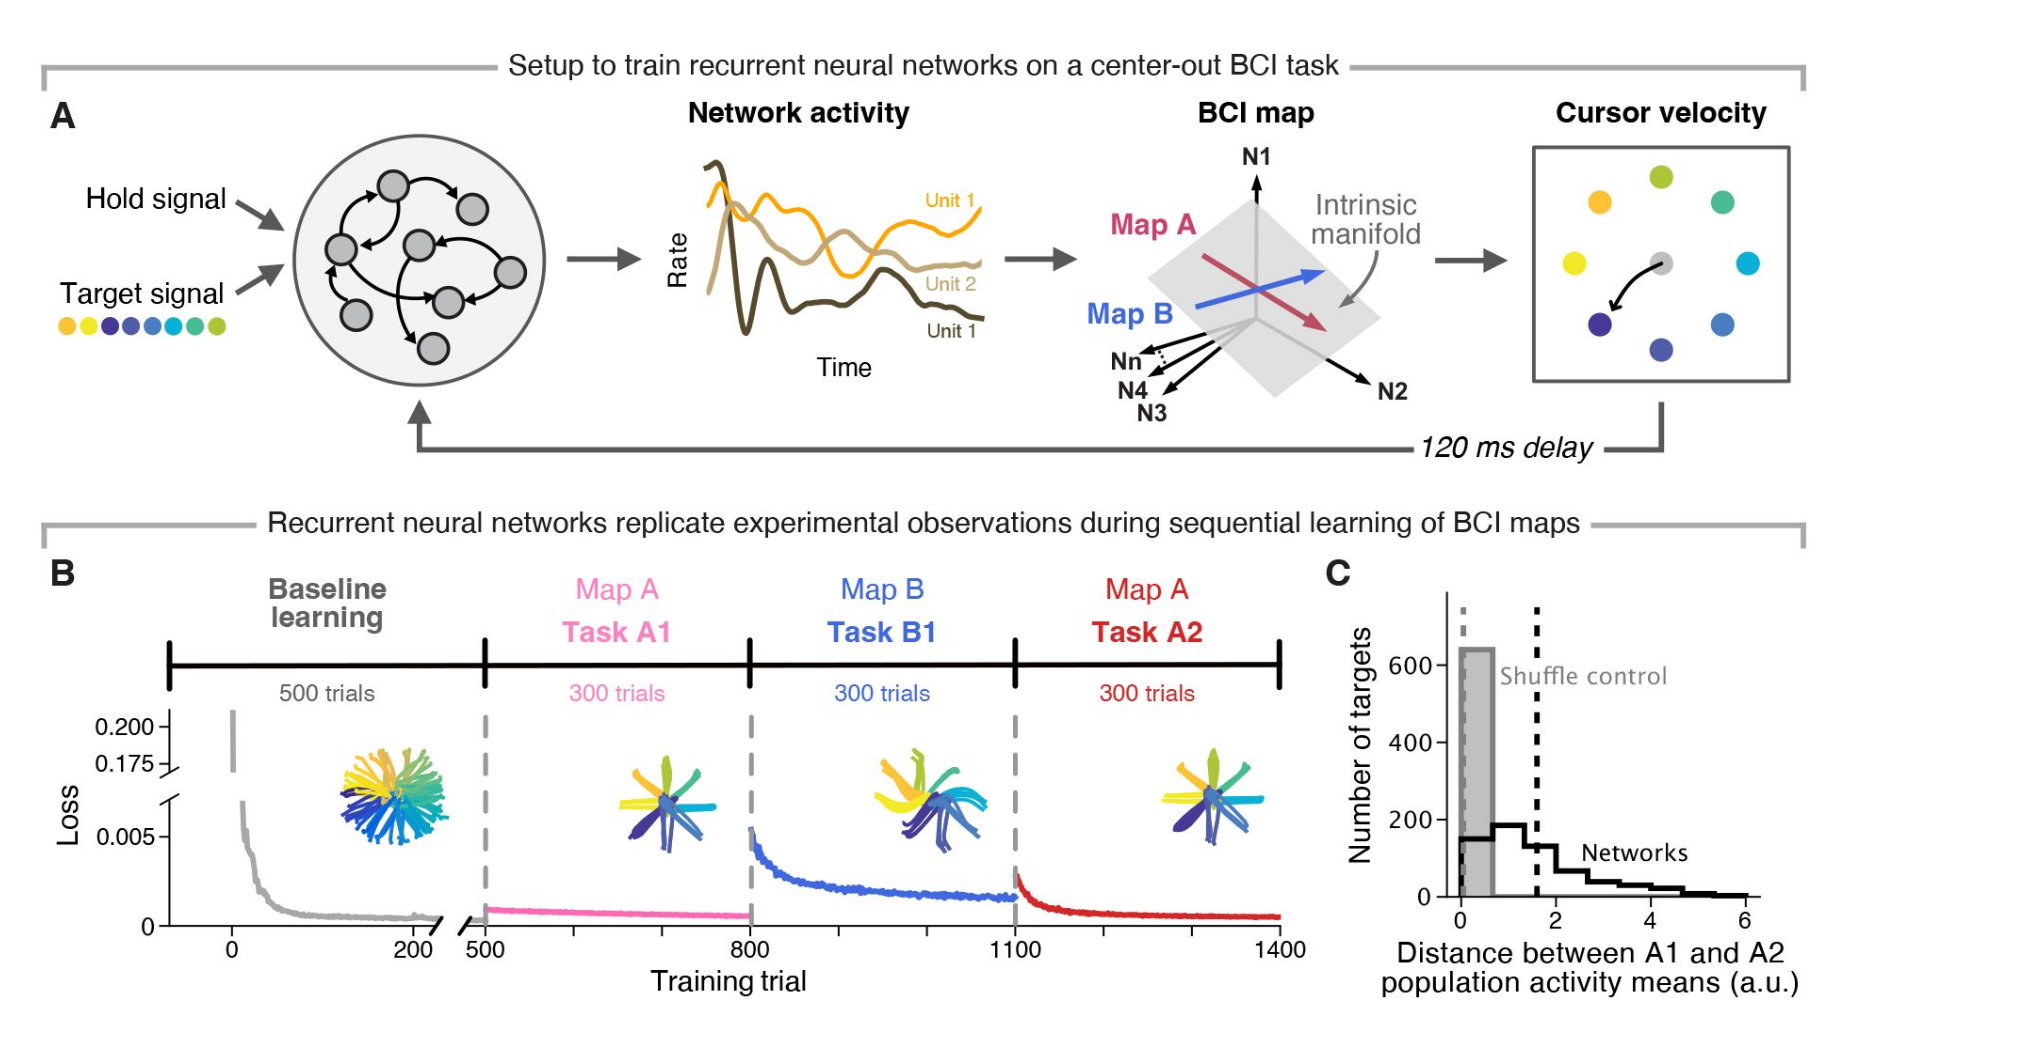 Setup to train recurrent neural networks on a center-out BCI task
A
Network activity
BCI map
Cursor velocity
Hold signal
Target signal
Rate
Unit 1
Unit 2
Unit 1
Time
N1
Map A
Intrinsic
manifold
Map B
Nn
N4
N3
N2
120 ms delay
Recurrent neural networks replicate experimental observations during sequential learning of BCI maps
B
Baseline
learning
Map A
Task A1
Map B
Task B1
Map A
Task A2
500 trials
300 trials
300 trials
300 trials
Loss
0.200
0.175
0.005
0
0
200
500
800
1100
1400
Training trial
C
Number of targets
600
400
200
0
Shuffle control
Networks
0
2
4
6
Distance between A1 and A2
population activity means (a.u.)